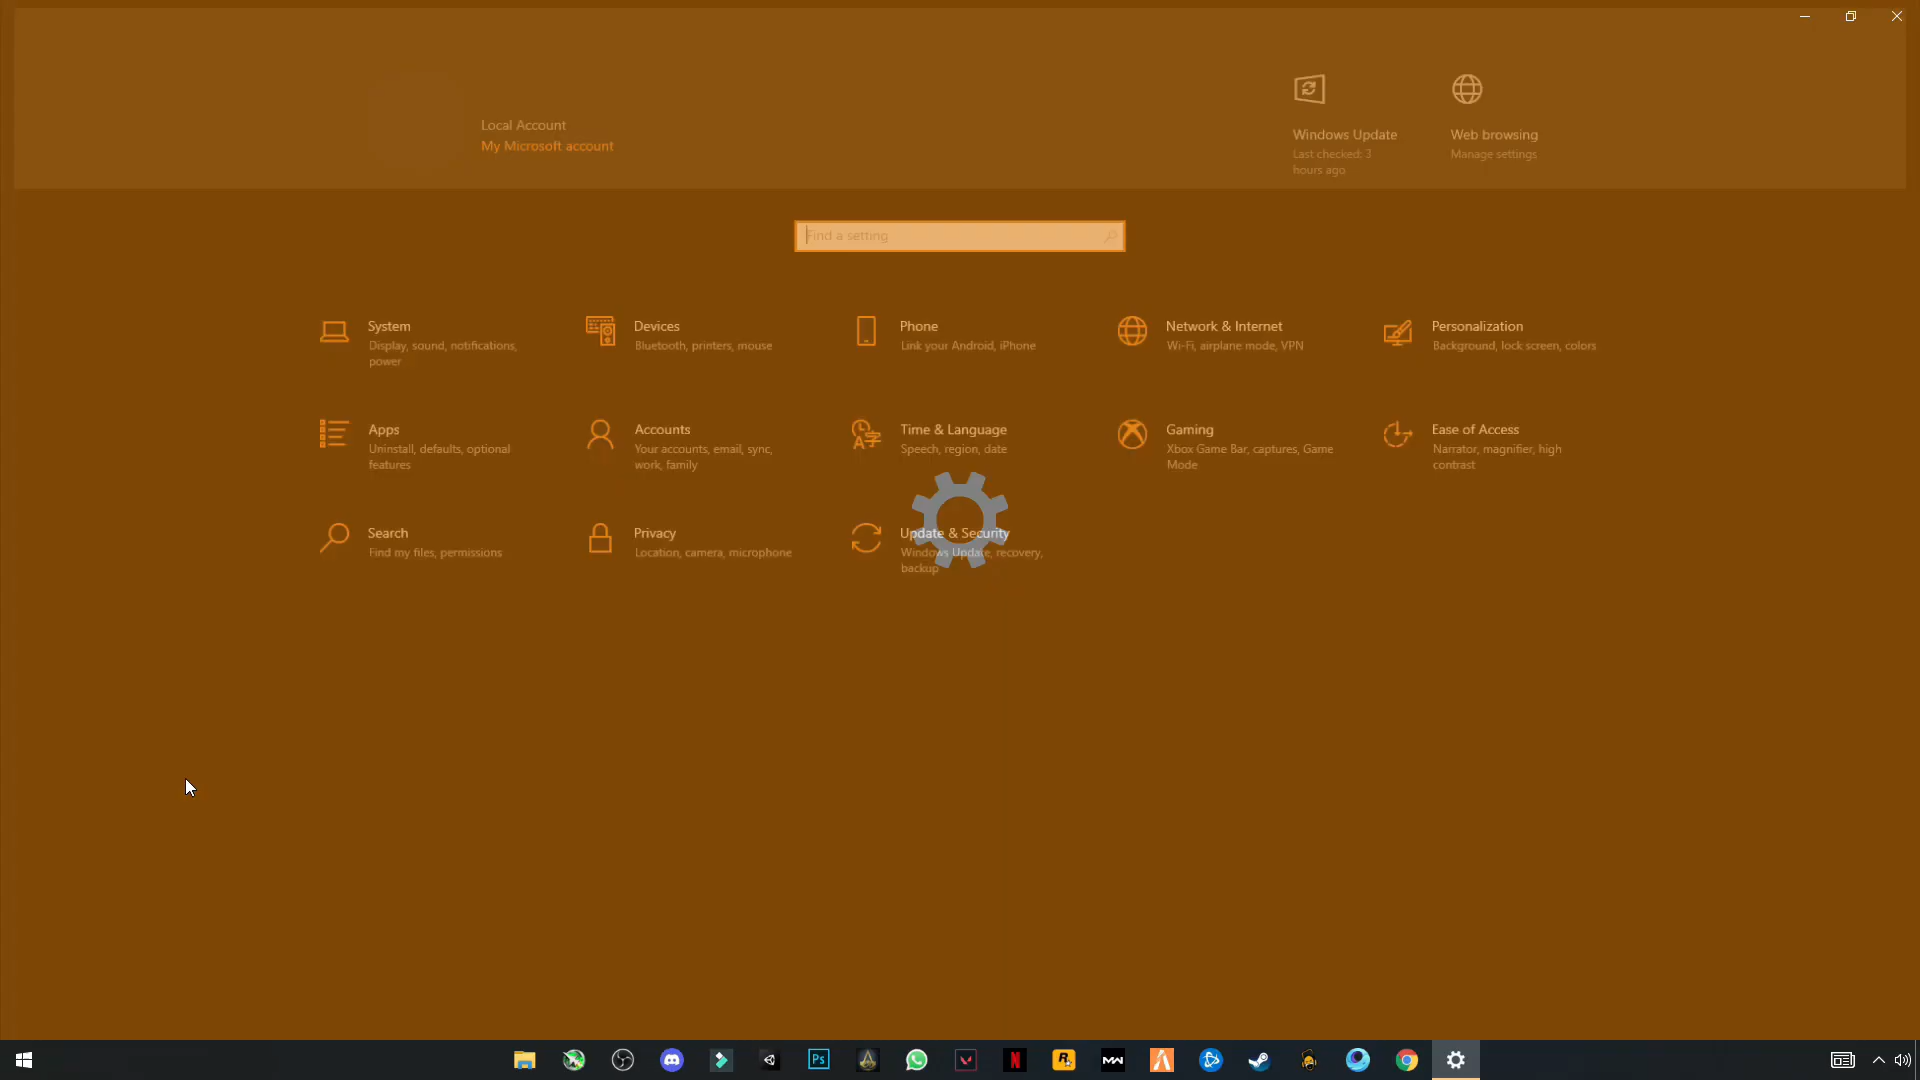 Local Account
My Microsoft account
Windows Update
Last checked: 3
hours ago
Web browsing
Manage settings
Find a setting
System
Display, sound, notifications,
power
Devices
Bluetooth, printers, mouse
Phone
Link your Android, iPhone
Network & Internet
Wi-Fi, airplane mode, VPN
Personalization
Background, lock screen, colors
Apps
Uninstall, defaults, optional
features
Accounts
Your accounts, email, sync,
work, family
Time & Language
Speech, region, date
Gaming
Xbox Game Bar, captures, Game
Mode
Ease of Access
Narrator, magnifier, high
contrast
Search
Find my files, permissions
Privacy
Location, camera, microphone
Update & Security
Windows Update, recovery,
backup
Ps
N
R
MW